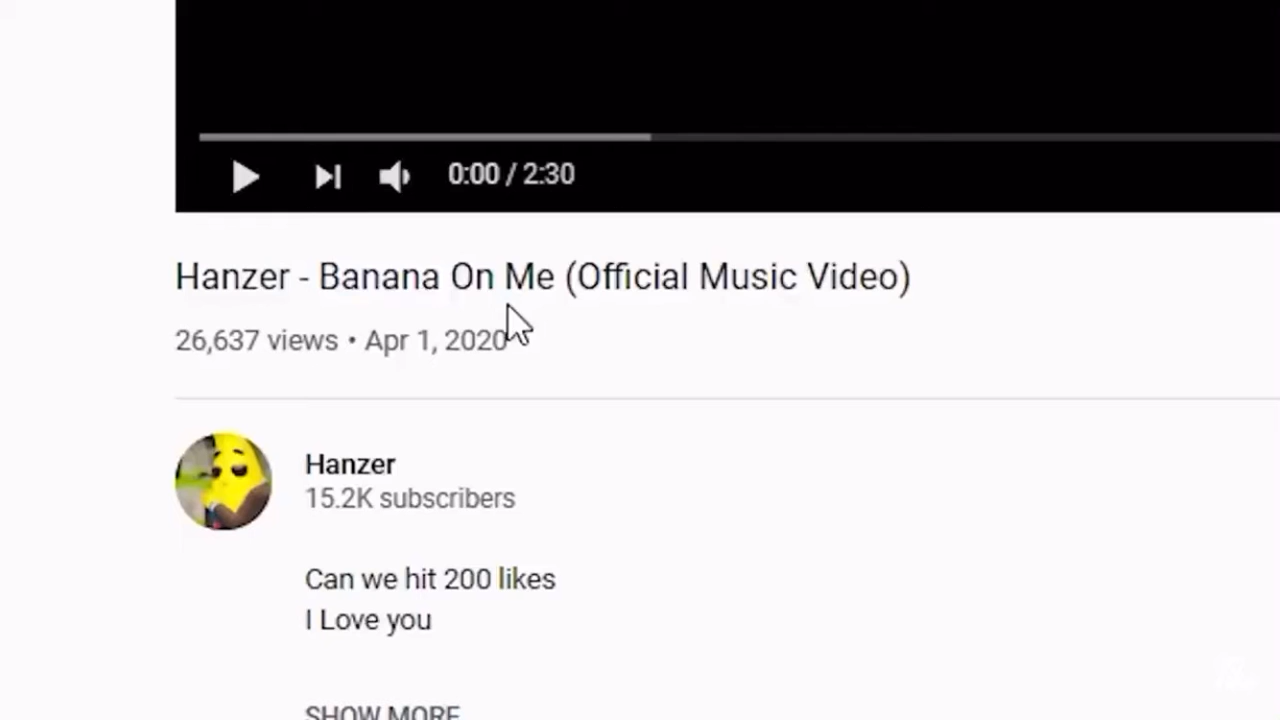 0:00 / 2:30
Hanzer - Banana On Me (Official Music Video)
26,637 views • Apr 1, 2020
Hanzer
15.2K subscribers
Can we hit 200 likes
I Love you
SHOW MORE